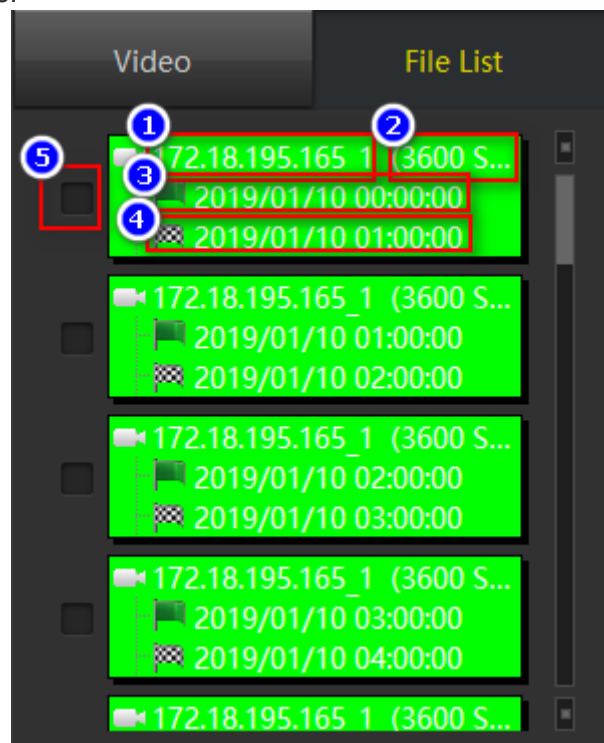 Video File List
1 2
5 172.18.195.165_1 (3600 S...
3
2019/01/10 00:00:00
4
2019/01/10 01:00:00
172.18.195.165_1 (3600 S...
2019/01/10 01:00:00
2019/01/10 02:00:00
172.18.195.165_1 (3600 S...
2019/01/10 02:00:00
2019/01/10 03:00:00
172.18.195.165_1 (3600 S...
2019/01/10 03:00:00
2019/01/10 04:00:00
172.18.195.165_1 (3600 S...